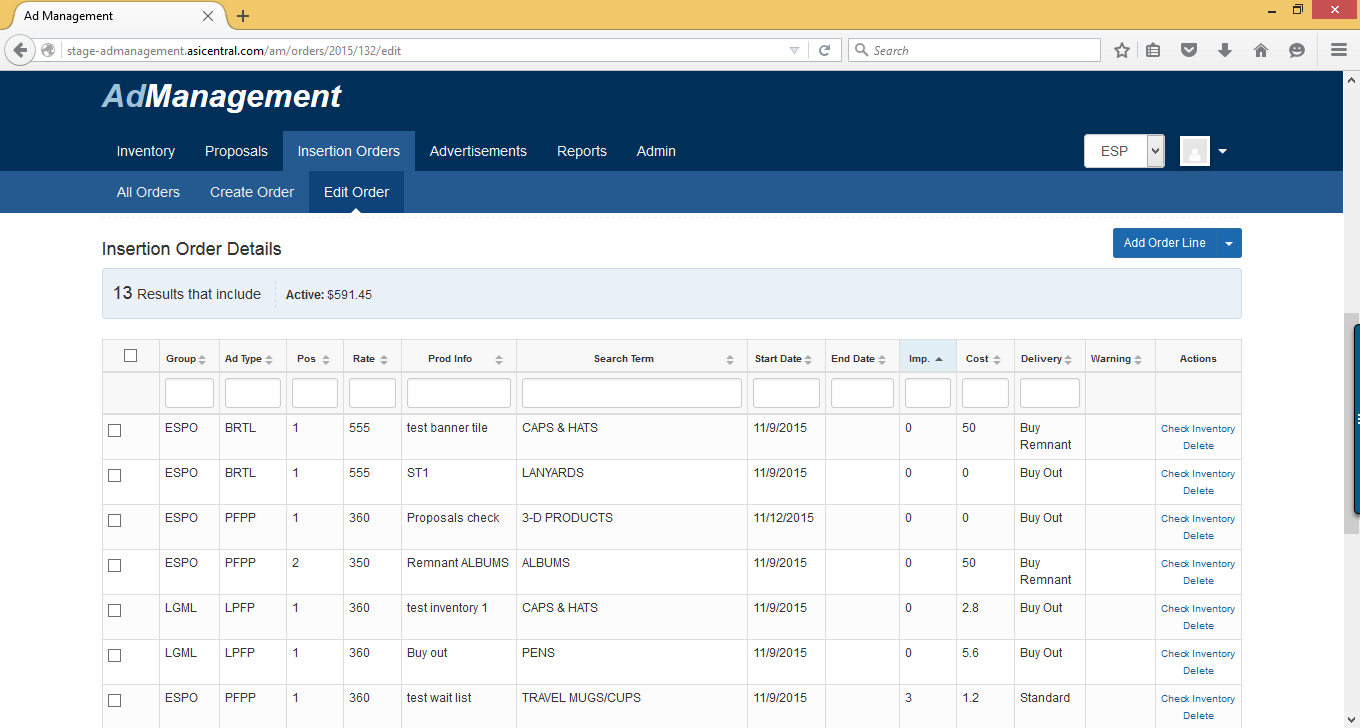 Ad Management
stage-admanagement.asicentral.com/am/orders/2015/132/edit
Search
AdManagement
Inventory Proposals Insertion Orders Advertisements Reports Admin
ESP
All Orders Create Order Edit Order
Insertion Order Details
Add Order Line
13 Results that include Active: $591.45
Group Ad Type Pos Rate Prod Info Search Term Start Date End Date Imp. Cost Delivery Warning Actions
ESPO BRTL 1 555 test banner tile CAPS & HATS 11/9/2015 0 50 Buy Remnant Check Inventory
Delete
ESPO BRTL 1 555 ST1 LANYARDS 11/9/2015 0 0 Buy Out Check Inventory
Delete
ESPO PFPP 1 360 Proposals check 3-D PRODUCTS 11/12/2015 0 0 Buy Out Check Inventory
Delete
ESPO PFPP 2 350 Remnant ALBUMS ALBUMS 11/9/2015 0 50 Buy Remnant Check Inventory
Delete
LGML LPFP 1 360 test inventory 1 CAPS & HATS 11/9/2015 0 2.8 Buy Out Check Inventory
Delete
LGML LPFP 1 360 Buy out PENS 11/9/2015 0 5.6 Buy Out Check Inventory
Delete
ESPO PFPP 1 360 test wait list TRAVEL MUGS/CUPS 11/9/2015 3 1.2 Standard Check Inventory
Delete